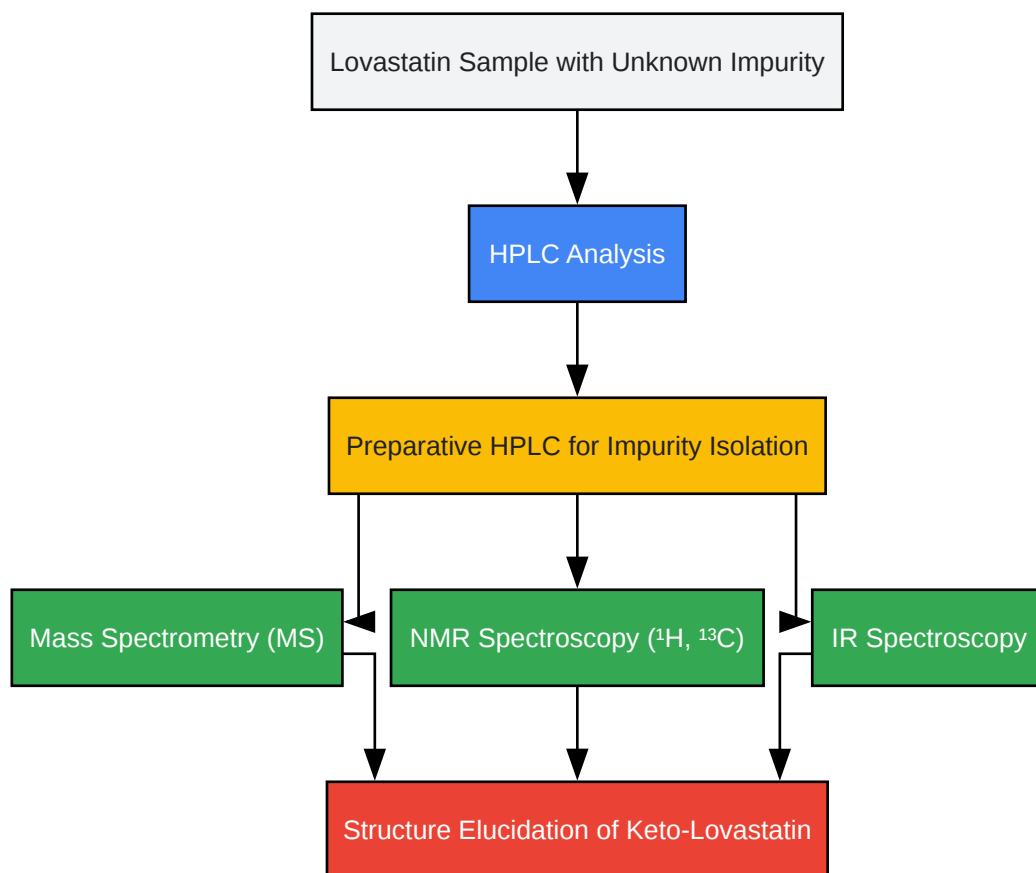 Lovastatin Sample with Unknown Impurity
HPLC Analysis
Preparative HPLC for Impurity Isolation
Mass Spectrometry (MS)
NMR Spectroscopy (¹H, ¹³C)
IR Spectroscopy
Structure Elucidation of Keto-Lovastatin